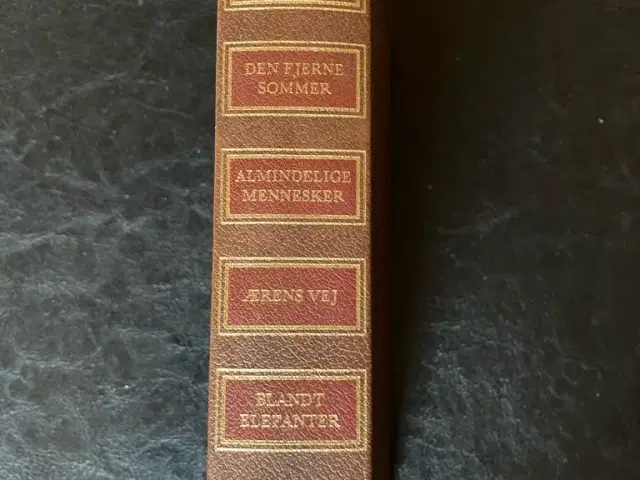 DEN FJERNE
SOMMER
ALMINDELIGE
MENNESKER
ÆRENS VEJ
BLANDT
ELEFANTER